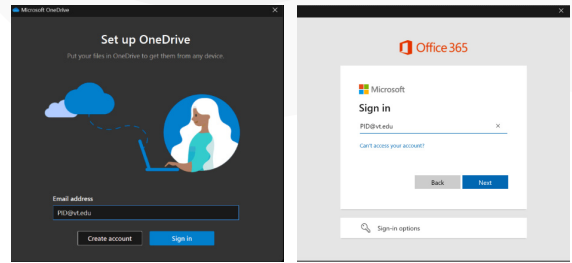 Microsoft OneDrive
Set up OneDrive
Put your files in OneDrive to get them from any device.
Email address
PID@vt.edu
Create account
Sign in
Office 365
Microsoft
Sign in
PID@vt.edu
Can't access your account?
Back
Next
Sign-in options